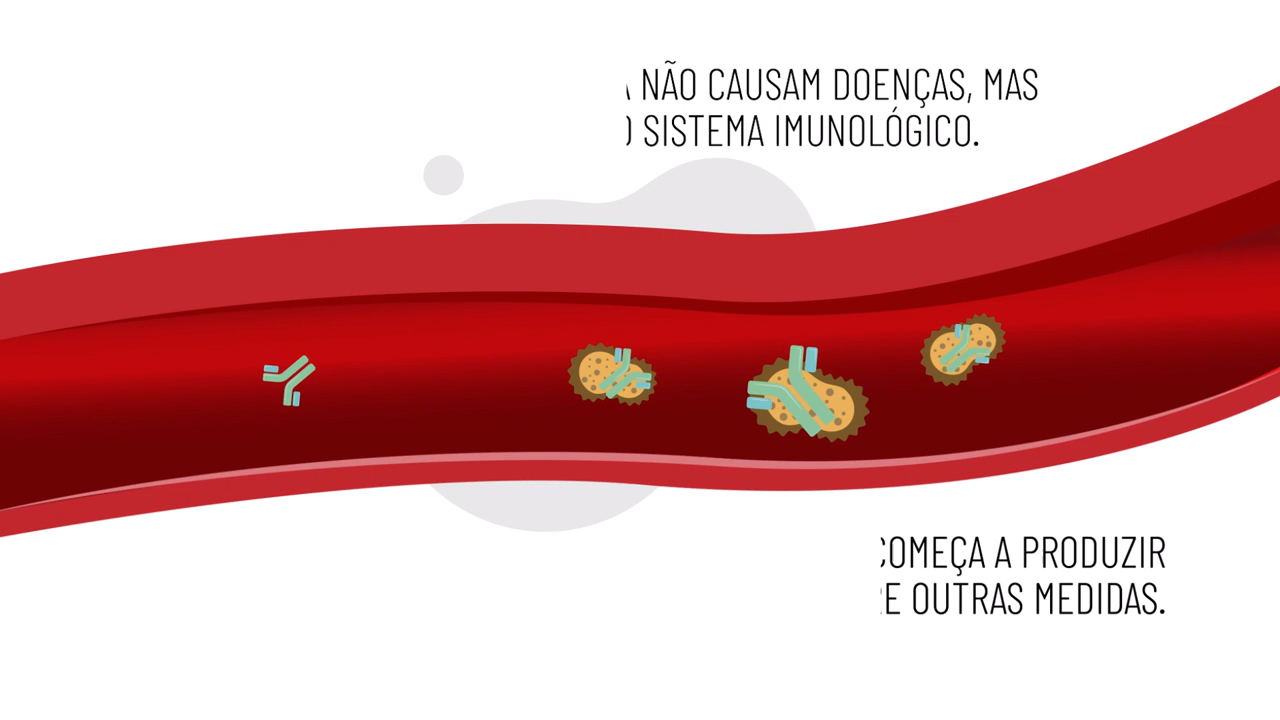 NÃO CAUSAM DOENÇAS, MAS
SISTEMA IMUNOLÓGICO.
COMEÇA A PRODUZIR
E OUTRAS MEDIDAS.